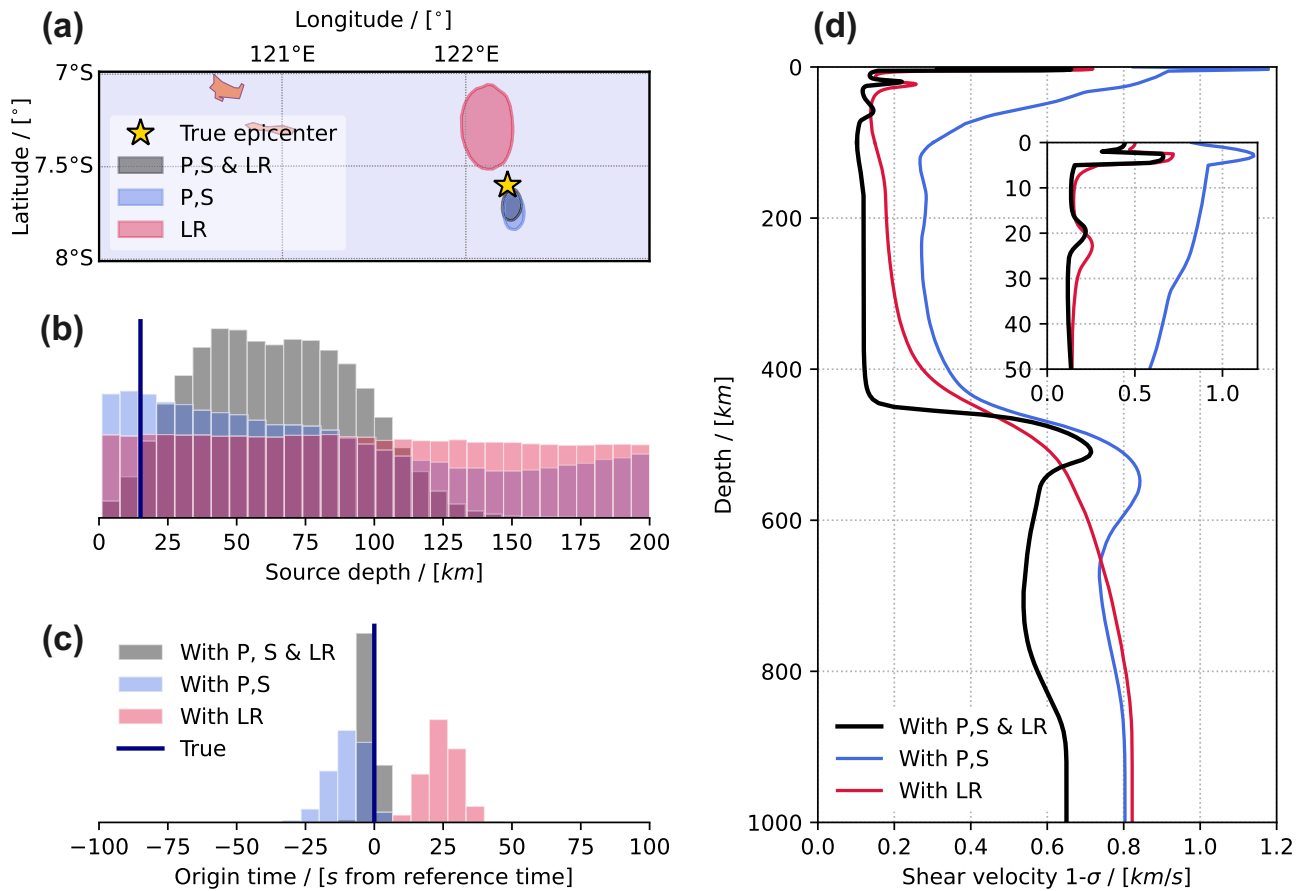 (a)
Longitude / [°]
121°E 122°E
7°S
7.5°S
8°S
Latitude / [°]
True epicenter
P,S & LR
P,S
LR
(b)
0 25 50 75 100 125 150 175 200
Source depth / [km]
(c)
With P, S & LR
With P,S
With LR
True
−100 −75 −50 −25 0 25 50 75 100
Origin time / [s from reference time]
(d)
0
200
400
600
800
1000
Depth / [km]
0
10
20
30
40
50
0.0 0.5 1.0
With P,S & LR
With P,S
With LR
0.0 0.2 0.4 0.6 0.8 1.0 1.2
Shear velocity 1-σ / [km/s]